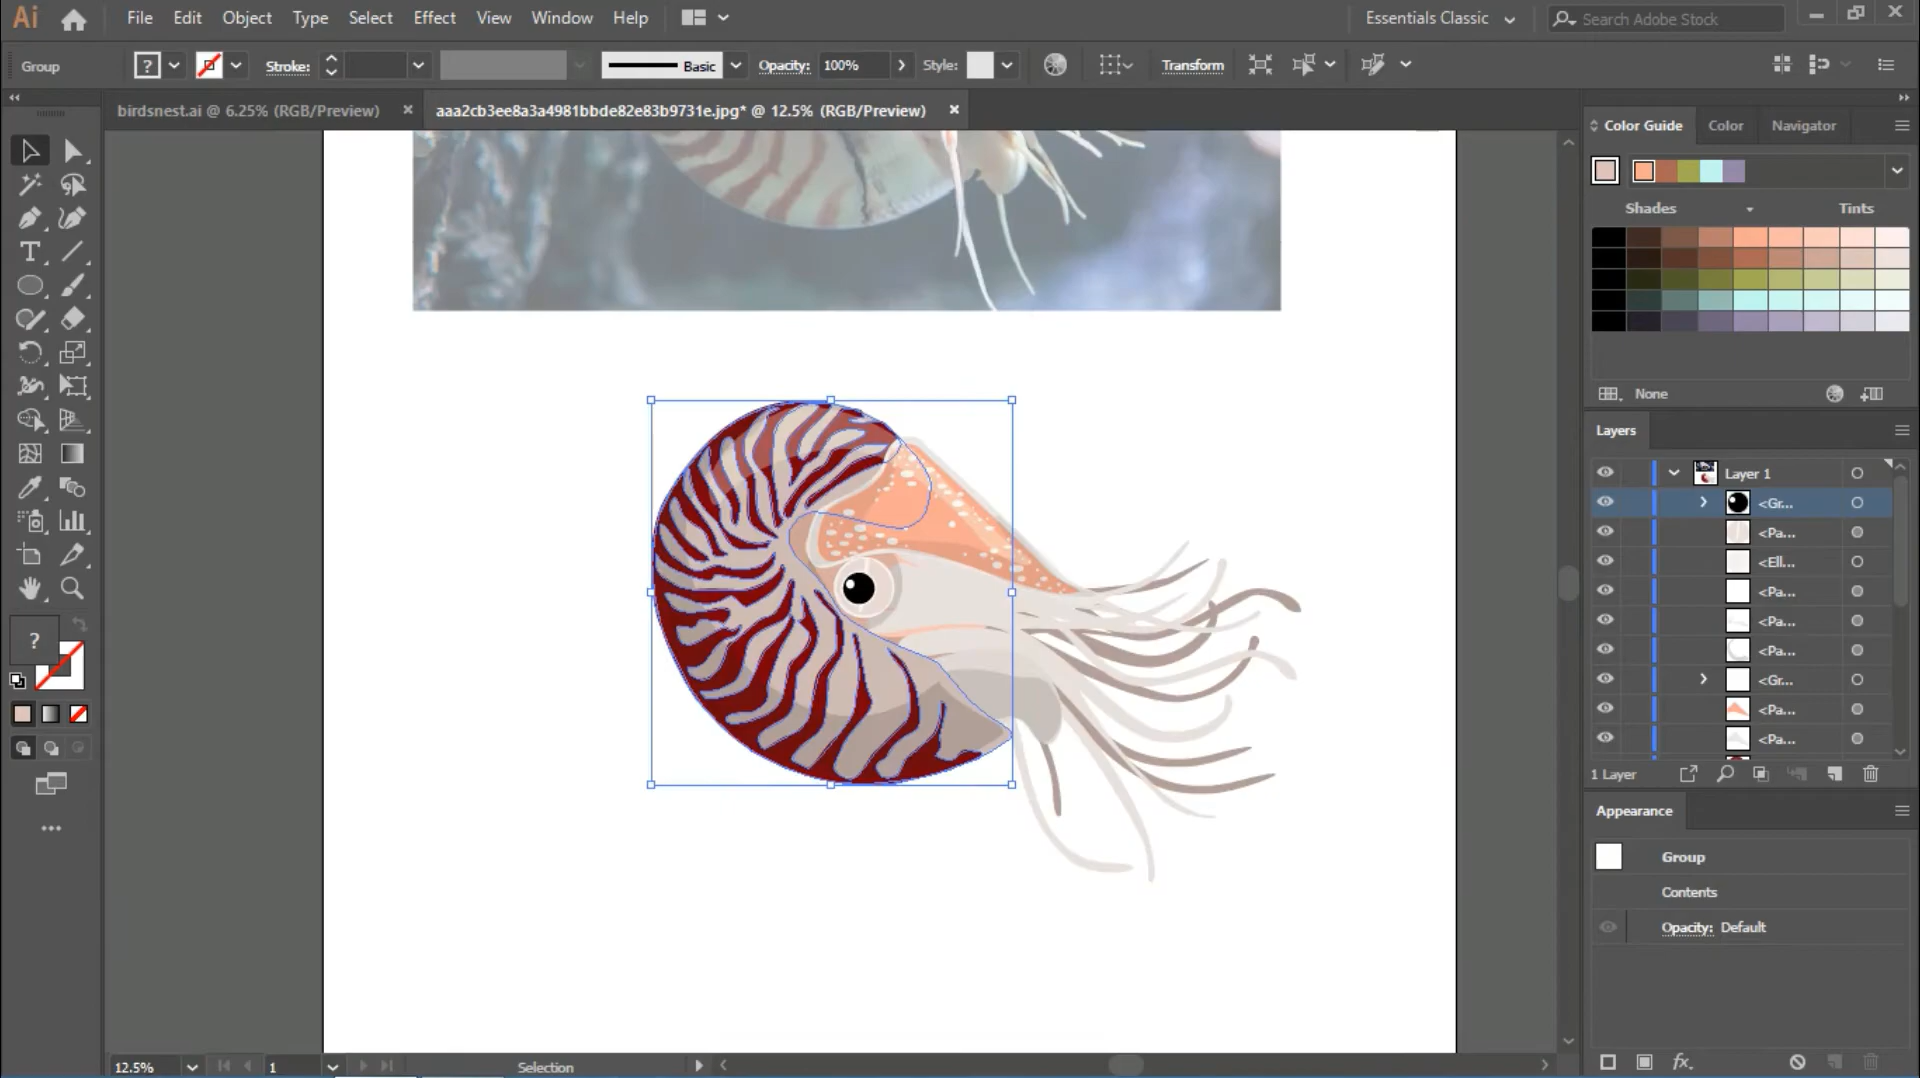 Ai File Edit Object Type Select Effect View Window Help Essentials Classic Search Adobe Stock
Group ? Stroke: Basic Opacity: 100% Style: Transform
birdsnest.ai @ 6.25% (RGB/Preview) aaa2cb3ee8a3a4981bbde82e83b9731e.jpg* @ 12.5% (RGB/Preview)
Color Guide Color Navigator
Shades Tints
None
Layers
Layer 1
<Gr...
<Pa...
<Ell...
<Pa...
<Pa...
<Pa...
<Gr...
<Pa...
<Pa...
1 Layer
Appearance
Group
Contents
Opacity: Default
T
?
fx.
12.5% 1 Selection